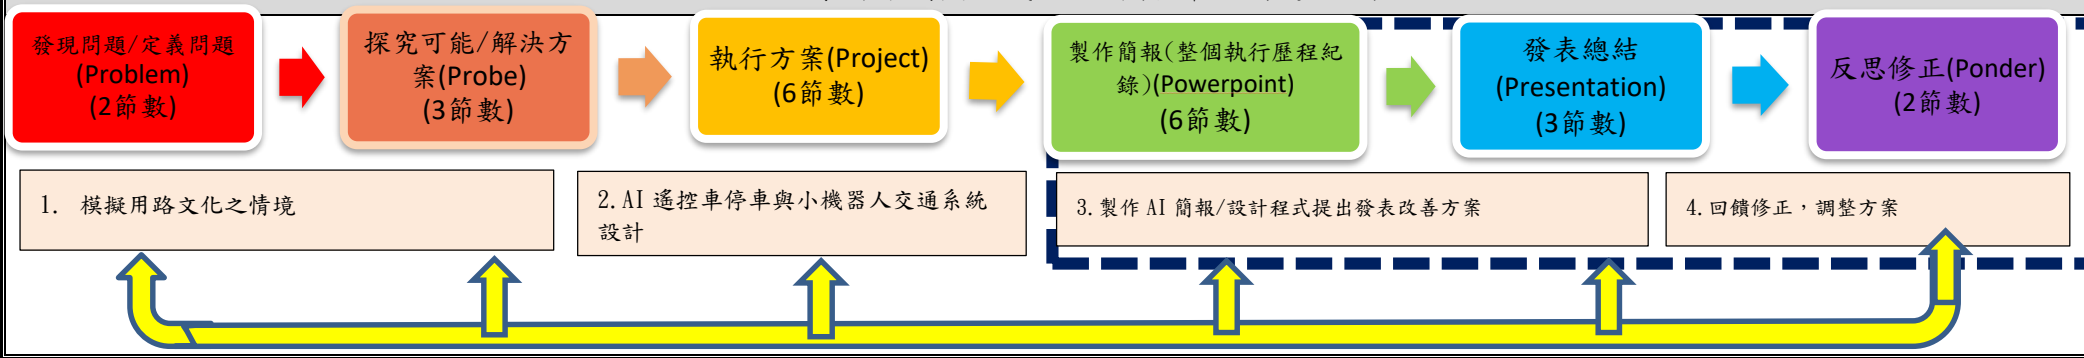 發現問題/定義問題
(Problem)
(2節數)
探究可能/解決方
案(Probe)
(3節數)
執行方案(Project)
(6節數)
製作簡報(整個執行歷程紀
錄)(Powerpoint)
(6節數)
發表總結
(Presentation)
(3節數)
反思修正(Ponder)
(2節數)
1. 模擬用路文化之情境
2.AI 遙控車停車與小機器人交通系統
設計
3.製作 AI 簡報/設計程式提出發表改善方案
4.回饋修正，調整方案